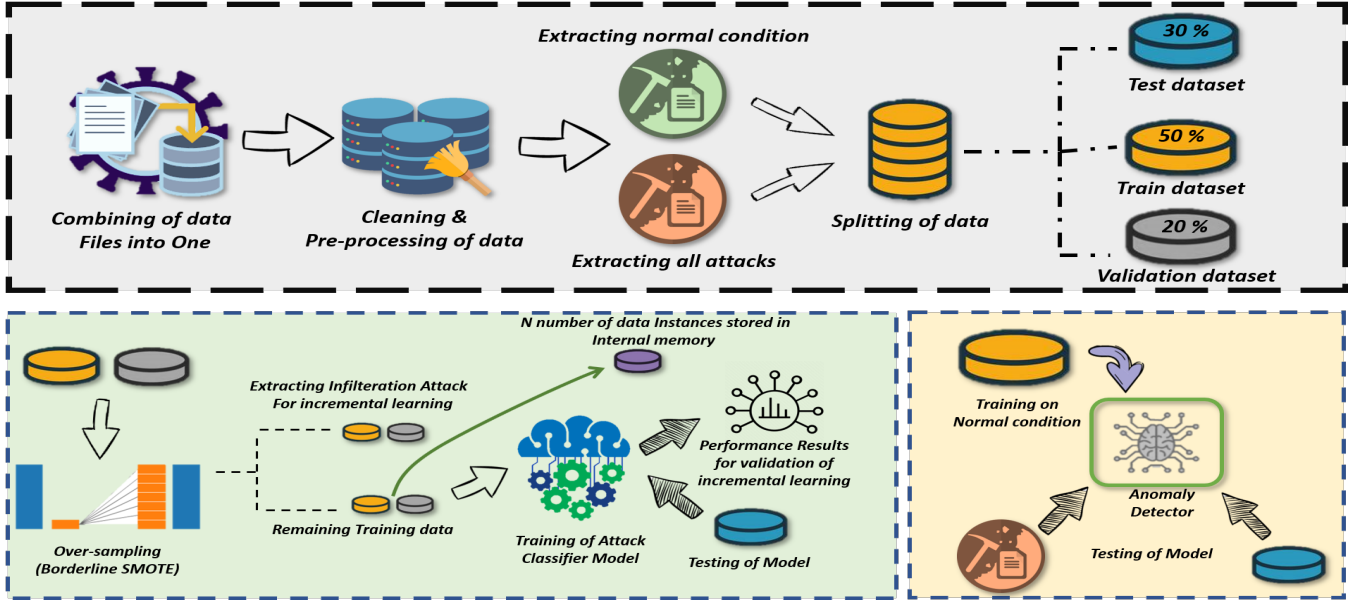 Combining of data
Files into One
Cleaning &
Pre-processing of data
Extracting normal condition
Extracting all attacks
Splitting of data
30 %
Test dataset
50 %
Train dataset
20 %
Validation dataset
Over-sampling
(Borderline SMOTE)
Extracting Infilteration Attack
For incremental learning
Remaining Training data
N number of data Instances stored in
Internal memory
Training of Attack
Classifier Model
Performance Results
for validation of
incremental learning
Testing of Model
Training on
Normal condition
Anomaly
Detector
Testing of Model